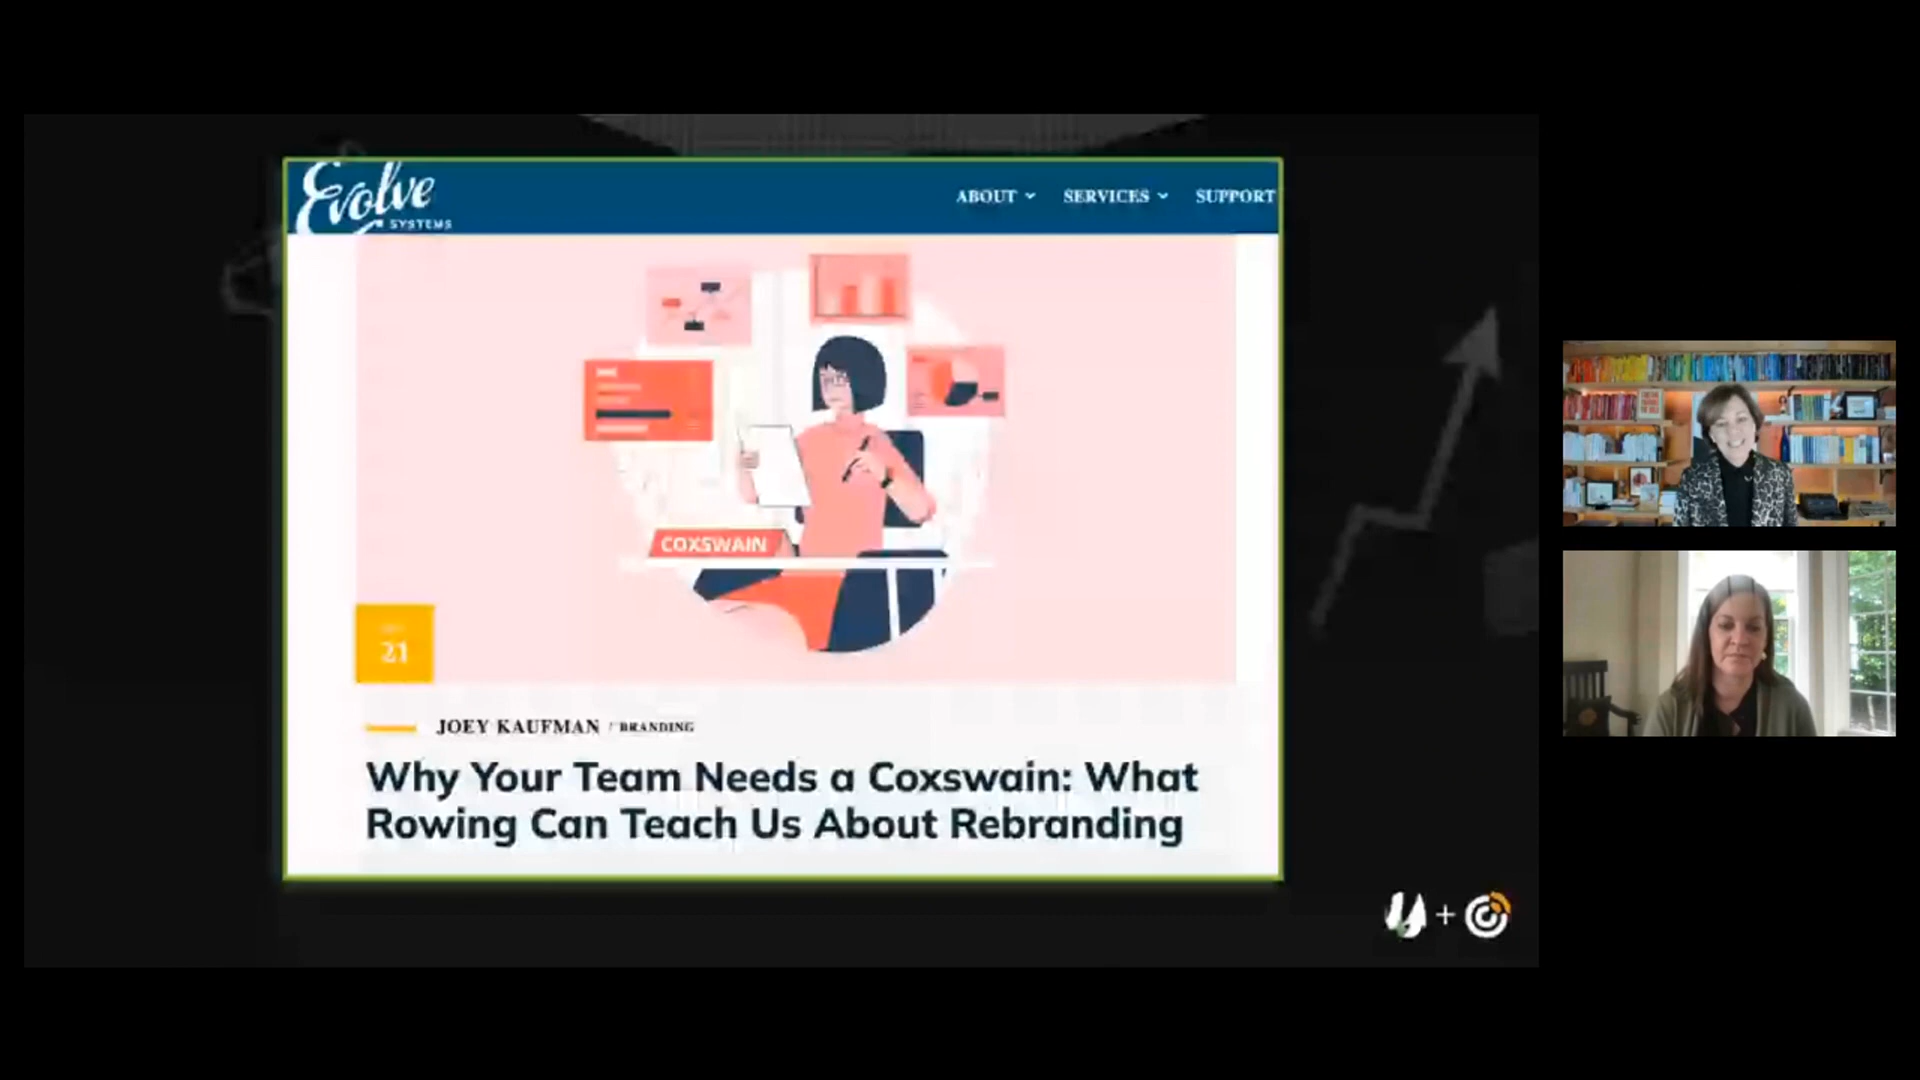 Evolve
SYSTEMS
ABOUT
SERVICES
SUPPORT
COXSWAIN
21
JOEY KAUFMAN / BRANDING
Why Your Team Needs a Coxswain: What
Rowing Can Teach Us About Rebranding
+